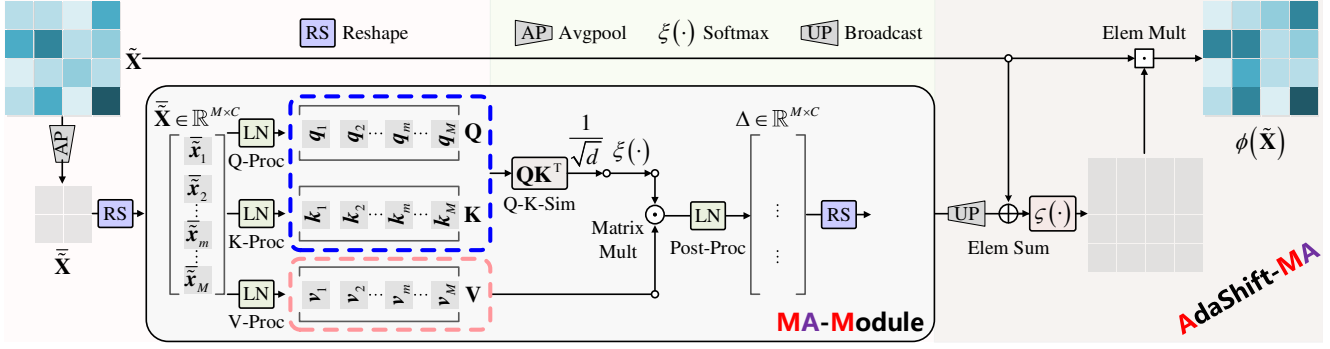 RS Reshape
AP Avgpool
ξ(·) Softmax
UP Broadcast
Elem Mult
X̃
AP
X̃̅ ∈ ℝ^{M×C}
x̃̅₁
x̃̅₂
⋮
x̃̅ₘ
⋮
x̃̅_M
RS
X̃̅
LN
Q-Proc
q₁ q₂ ⋯ qₘ ⋯ q_M Q
LN
K-Proc
k₁ k₂ ⋯ kₘ ⋯ k_M K
LN
V-Proc
v₁ v₂ ⋯ vₘ ⋯ v_M V
QK^T
Q-K-Sim
1/√d
ξ(·)
Matrix
Mult
LN
Post-Proc
Δ ∈ ℝ^{M×C}
⋮
⋮
RS
MA-Module
UP
Elem Sum
ς(·)
ϕ(X̃)
AdaShift-MA